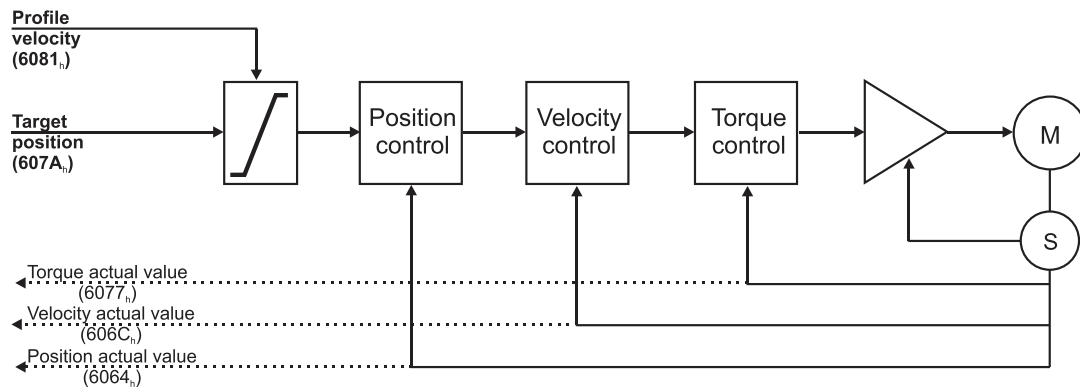 Profile
velocity
(6081h)
Target
position
(607Ah)
Position
control
Velocity
control
Torque
control
M
S
Torque actual value
(6077h)
Velocity actual value
(606Ch)
Position actual value
(6064h)